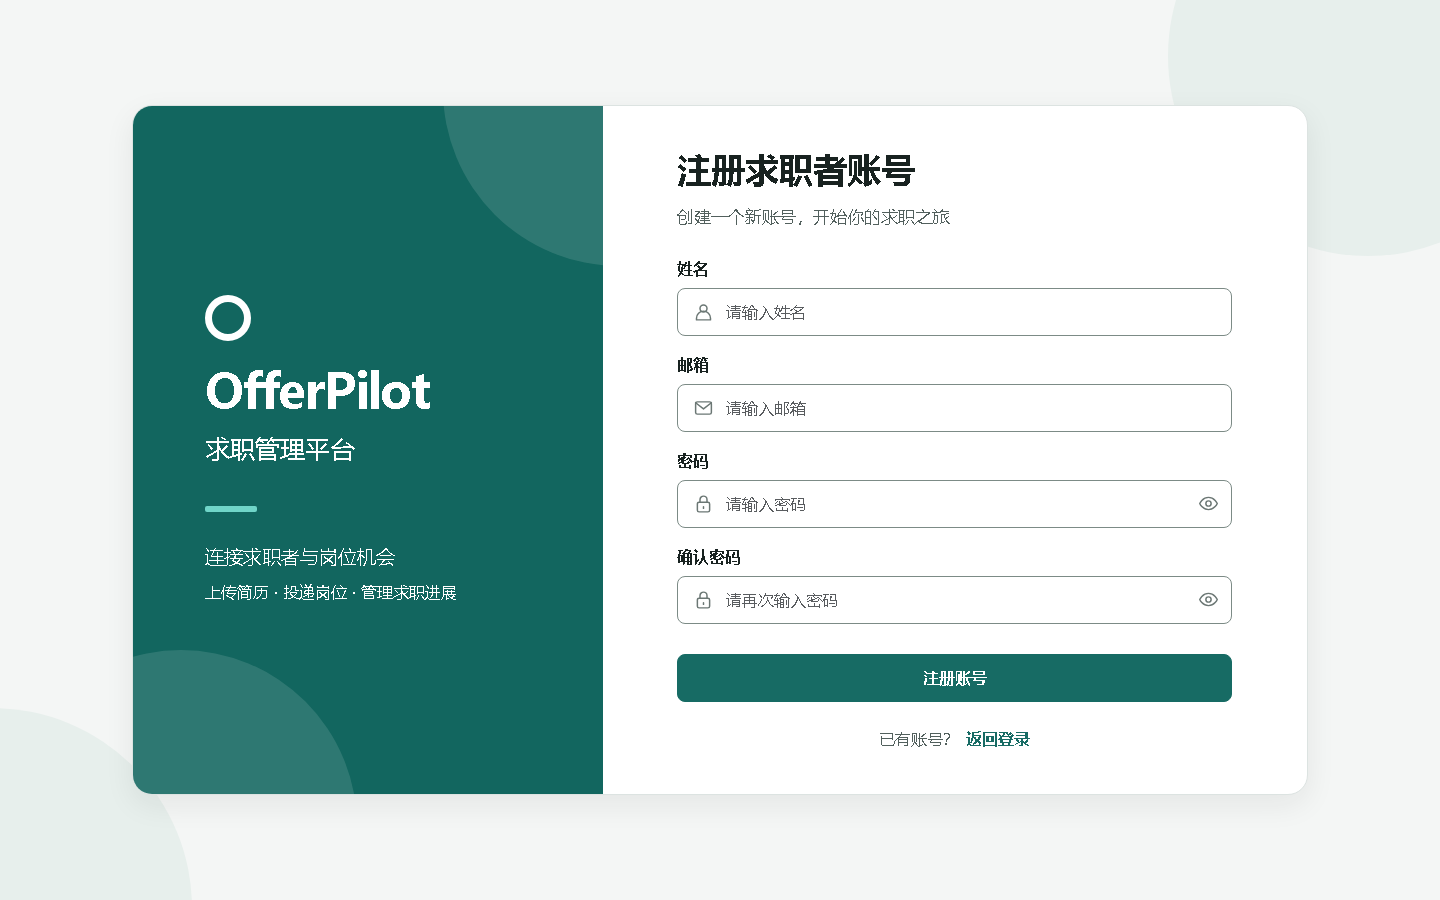 OfferPilot
求职管理平台
连接求职者与岗位机会
上传简历 · 投递岗位 · 管理求职进展
注册求职者账号
创建一个新账号，开始你的求职之旅
姓名
请输入姓名
邮箱
请输入邮箱
密码
请输入密码
确认密码
请再次输入密码
注册账号
已有账号？ 返回登录